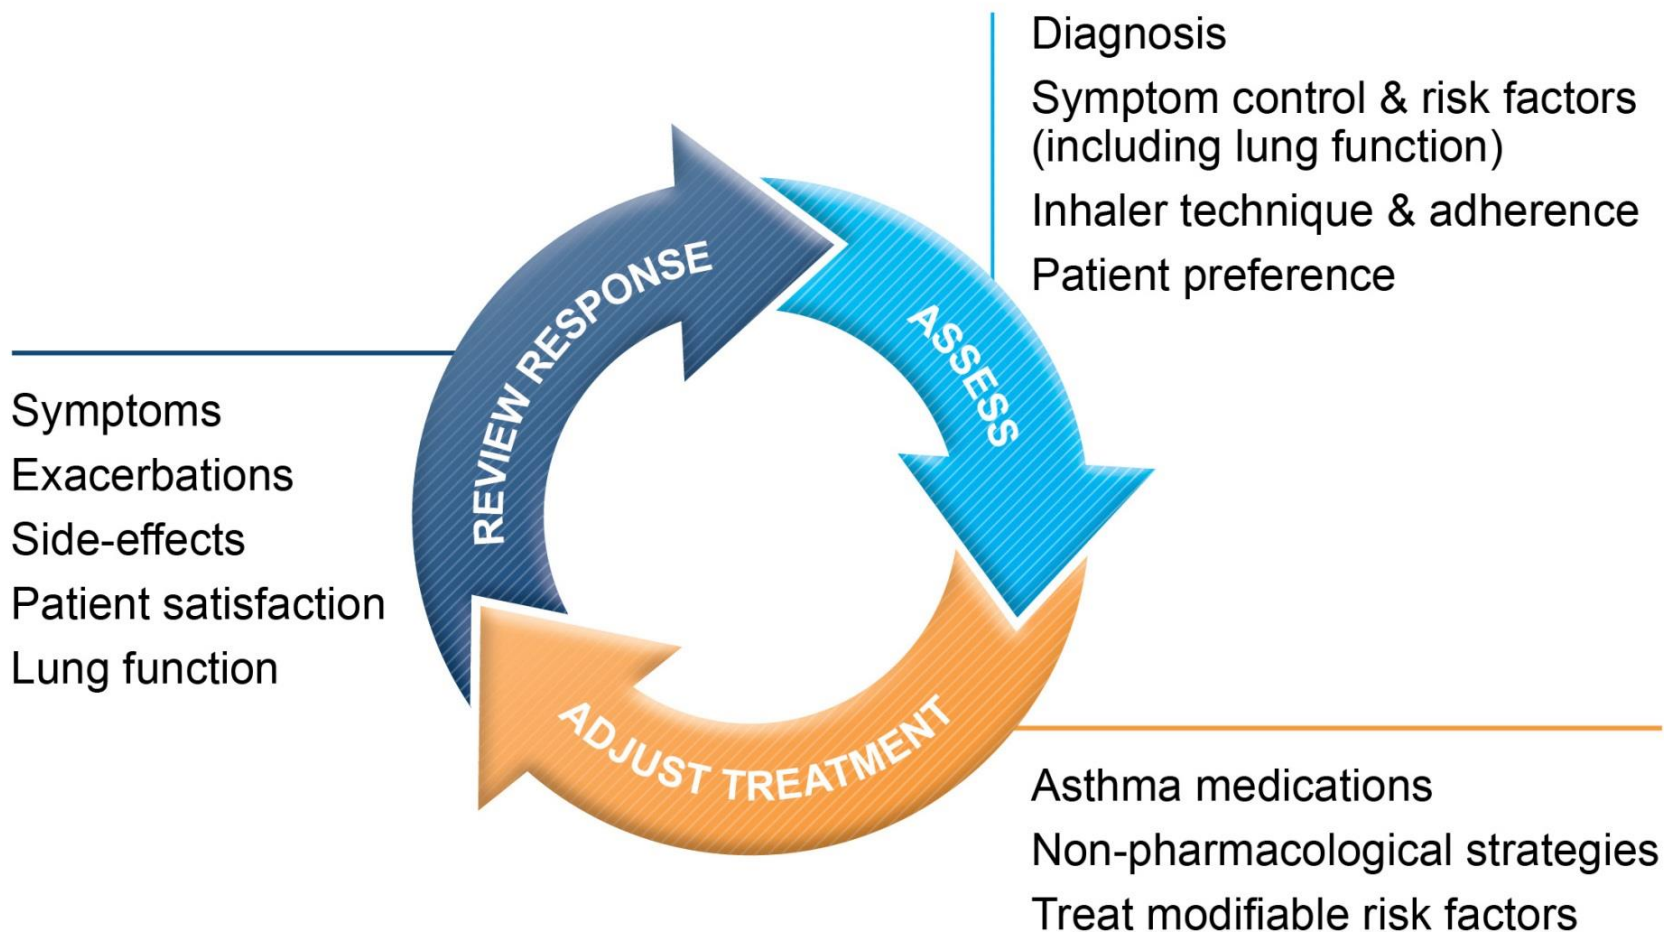 Diagnosis
Symptom control & risk factors
(including lung function)
Inhaler technique & adherence
Patient preference
REVIEW RESPONSE
ASSESS
ADJUST TREATMENT
Symptoms
Exacerbations
Side-effects
Patient satisfaction
Lung function
Asthma medications
Non-pharmacological strategies
Treat modifiable risk factors